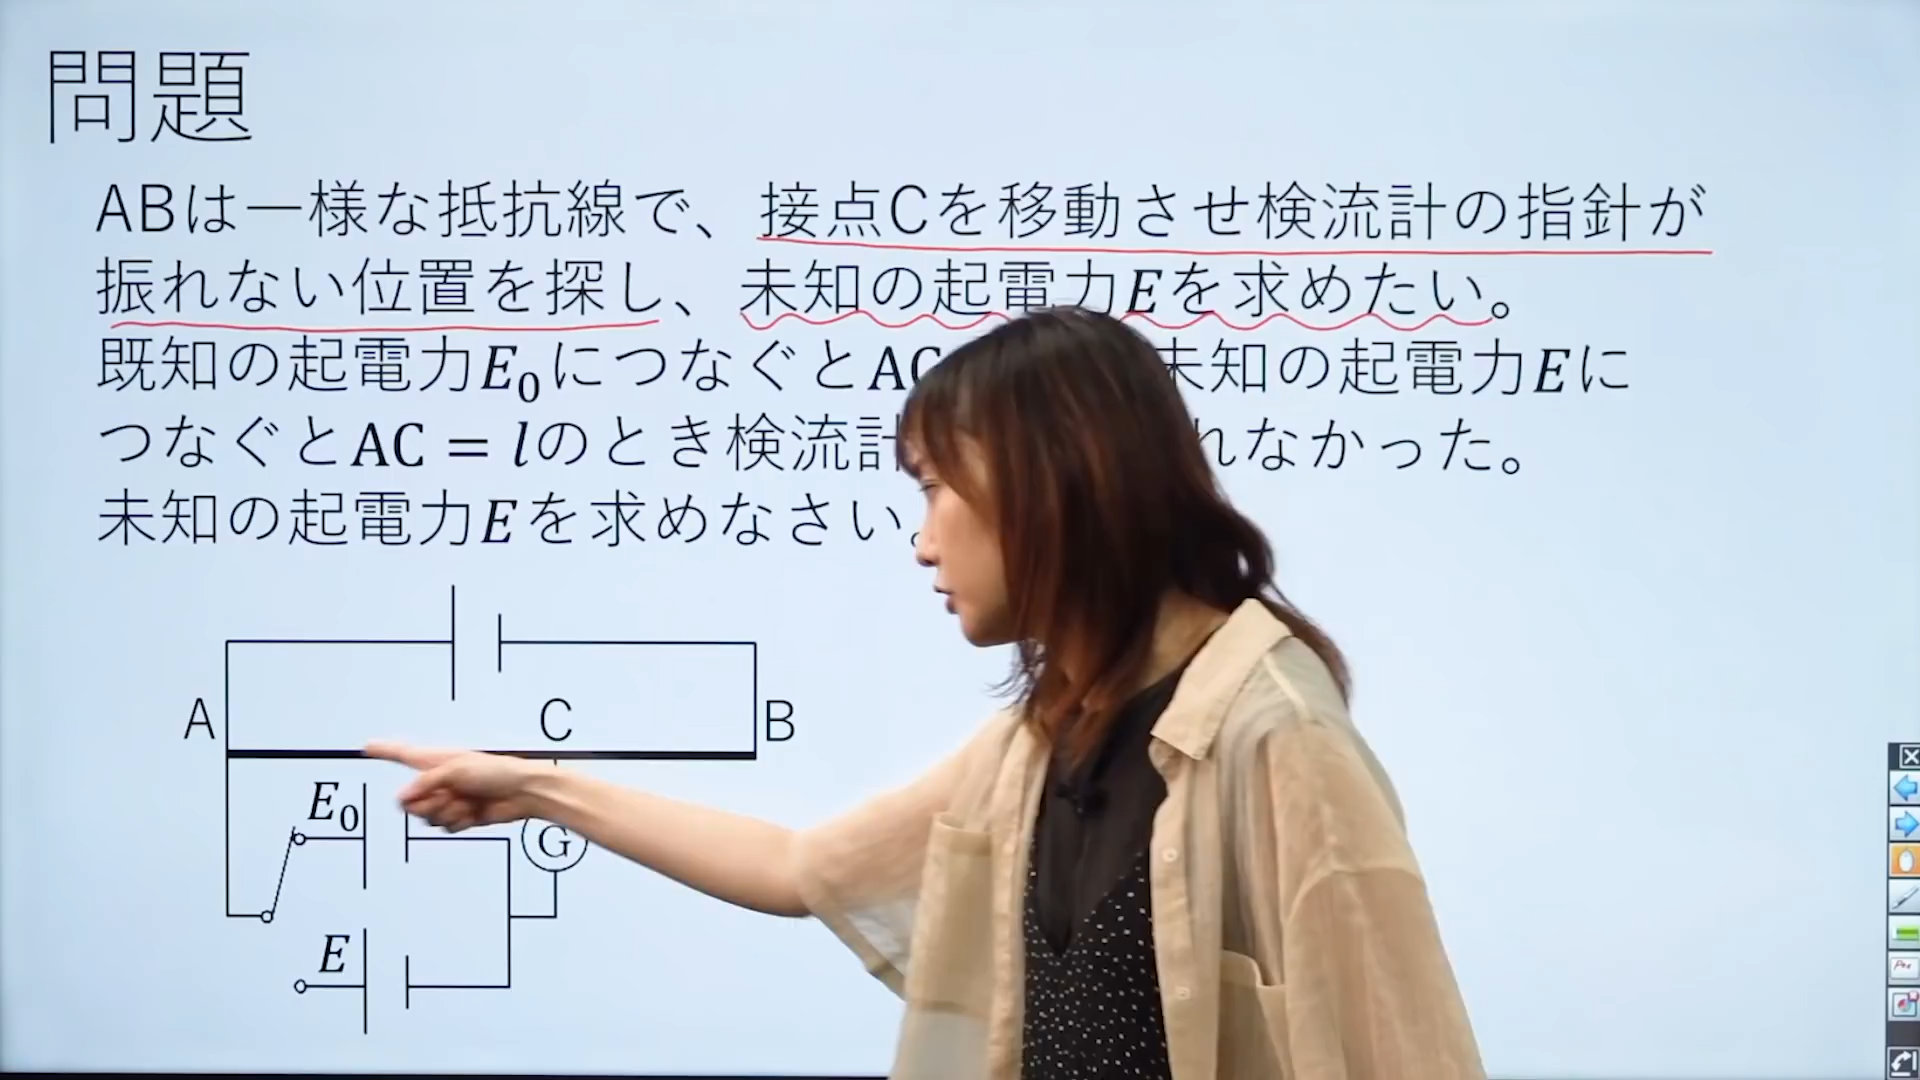 問題
ABは一様な抵抗線で、接点Cを移動させ検流計の指針が
振れない位置を探し、未知の起電力Eを求めたい。
既知の起電力E₀につなぐとAC 未知の起電力Eに
つなぐとAC = lのとき検流計 れなかった。
未知の起電力Eを求めなさい。
A
C
B
E₀
G
E